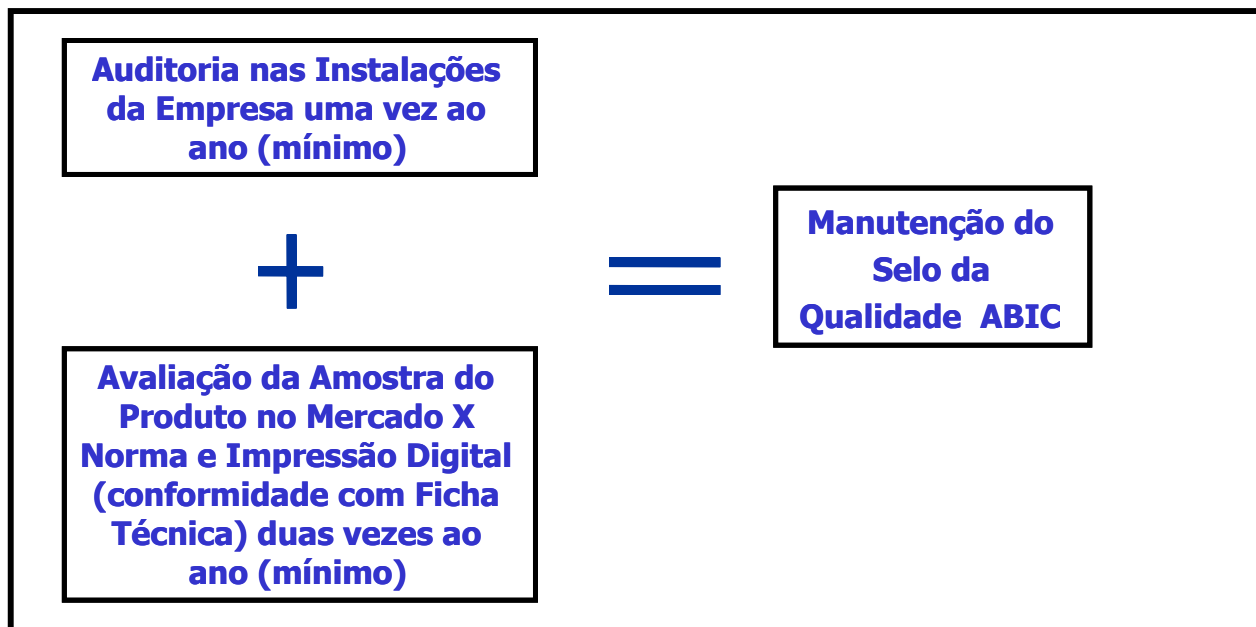 Auditoria nas Instalações
da Empresa uma vez ao
ano (mínimo)
+
=
Manutenção do
Selo da
Qualidade ABIC
Avaliação da Amostra do
Produto no Mercado X
Norma e Impressão Digital
(conformidade com Ficha
Técnica) duas vezes ao
ano (mínimo)